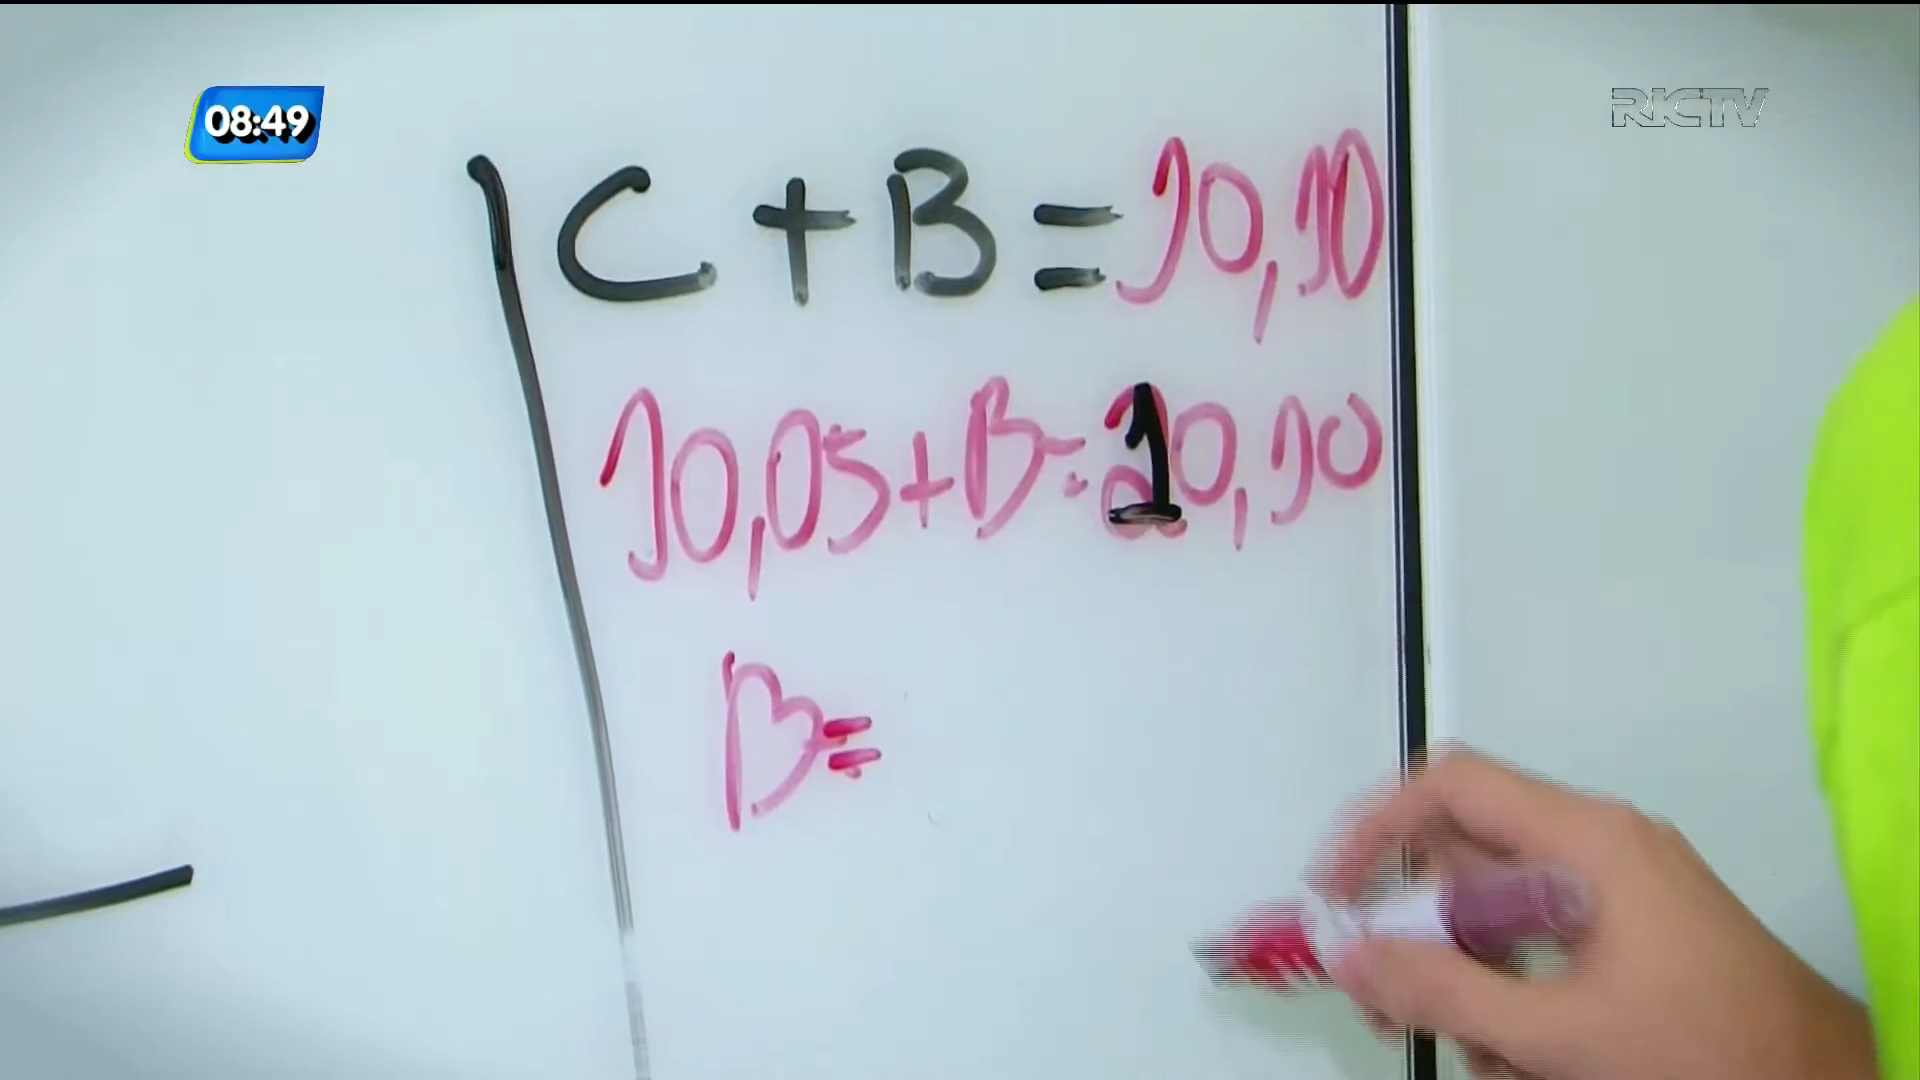 08:49
RICTV
C + B = 10,10
10,05 + B = 10,10
B =